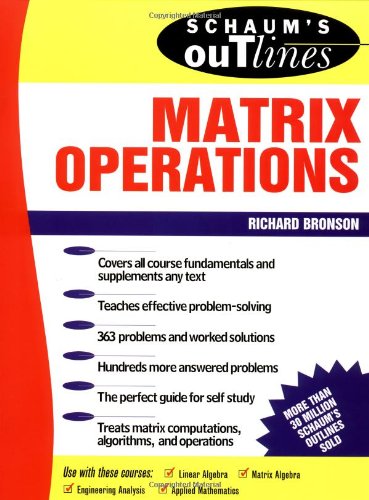 SCHAUM'S
ouTlines
MATRIX
OPERATIONS
RICHARD BRONSON
Covers all course fundamentals and
supplements any text
Teaches effective problem-solving
363 problems and worked solutions
Hundreds more answered problems
The perfect guide for self study
Treats matrix computations,
algorithms, and operations
MORE THAN
30 MILLION
SCHAUM'S
OUTLINES
SOLD
Use with these courses: Linear Algebra Matrix Algebra
Engineering Analysis Applied Mathematics